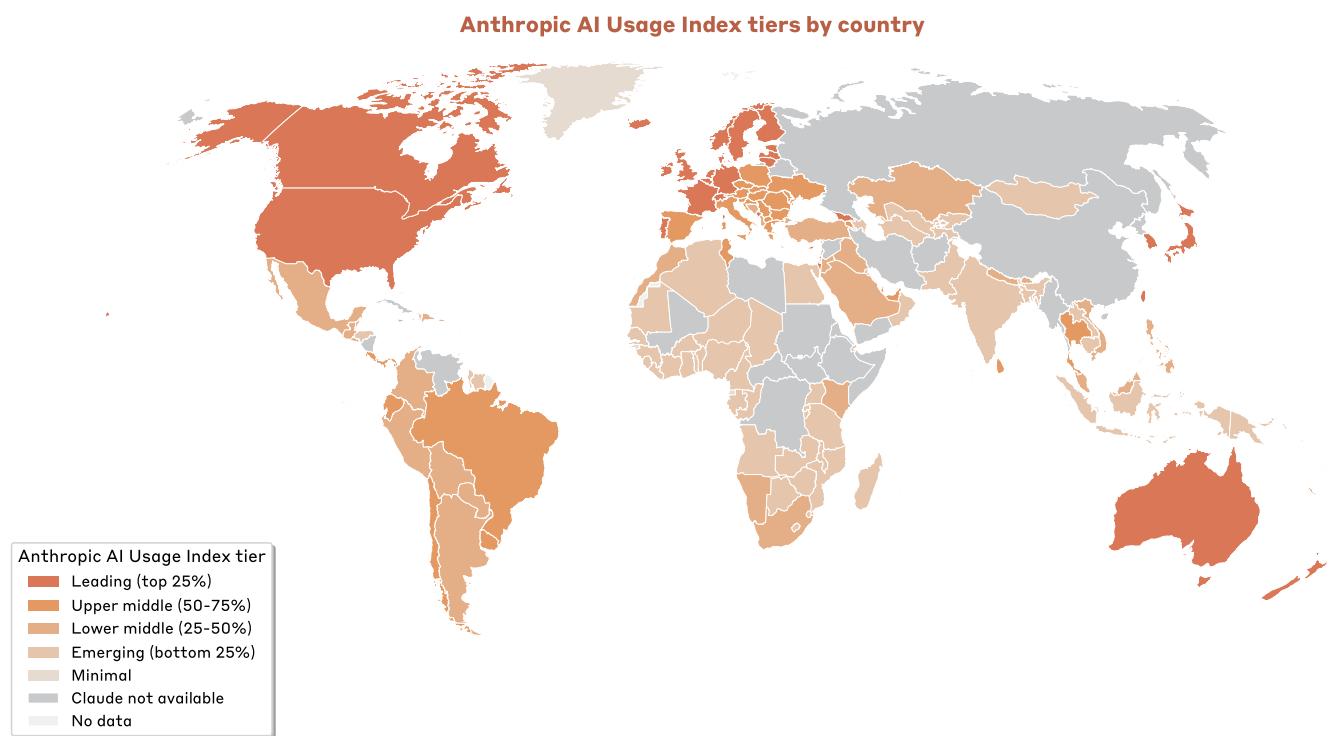 Anthropic AI Usage Index tiers by country
Anthropic AI Usage Index tier
Leading (top 25%)
Upper middle (50-75%)
Lower middle (25-50%)
Emerging (bottom 25%)
Minimal
Claude not available
No data